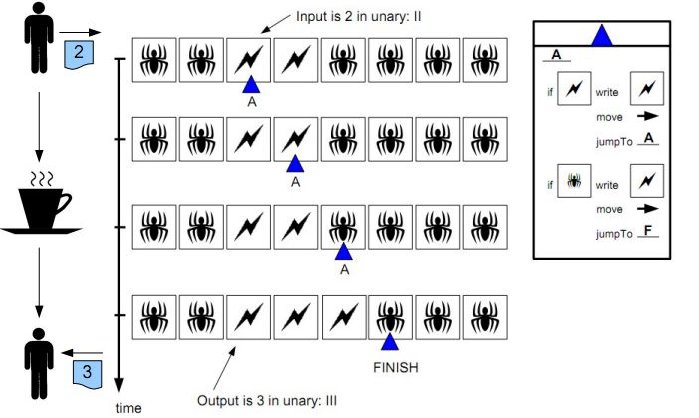 Input is 2 in unary: II
2
A
A
A
FINISH
3
Output is 3 in unary: III
time
A
if write
move
jumpTo A
if write
move
jumpTo F